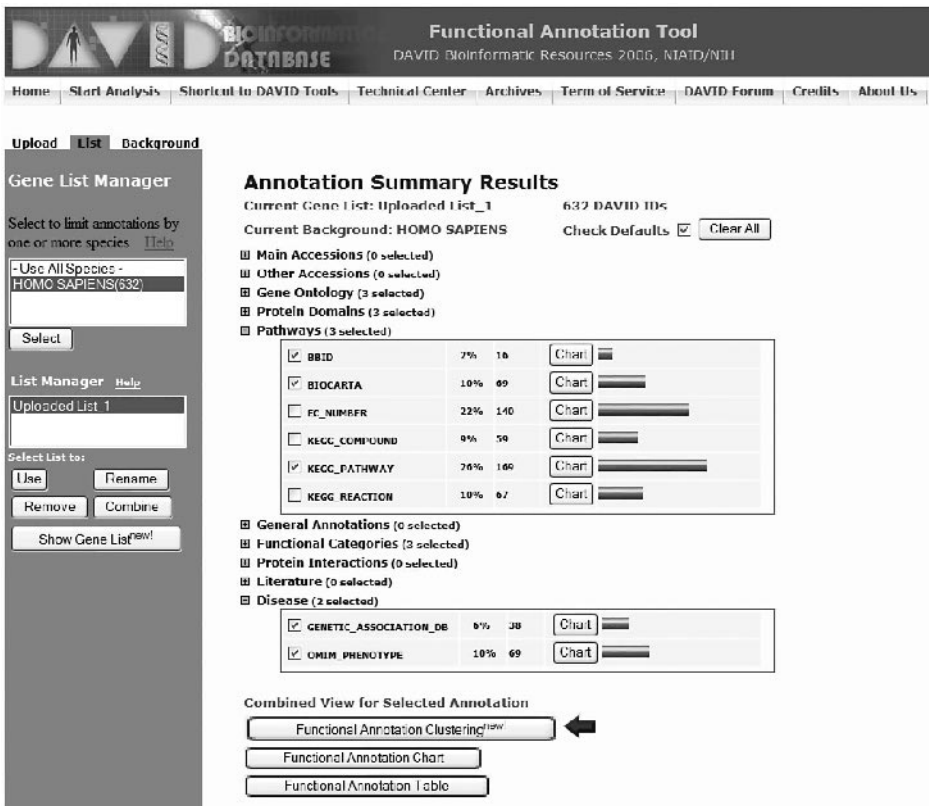 DAVID BIOINFORMATICS DATABASE
Functional Annotation Tool
DAVID Bioinformatic Resources 2006, NIAID/NIH
Home Start Analysis Shortcut to DAVID Tools Technical Center Archives Term of Service DAVID Forum Credits About Us
Upload List Background
Gene List Manager
Select to limit annotations by
one or more species Help
- Use All Species -
HOMO SAPIENS(632)
Select
List Manager Help
Uploaded List_1
Select List to:
Use Rename
Remove Combine
Show Gene List new!
Annotation Summary Results
Current Gene List: Uploaded List_1 632 DAVID IDs
Current Background: HOMO SAPIENS Check Defaults Clear All
Main Accessions (0 selected)
Other Accessions (0 selected)
Gene Ontology (3 selected)
Protein Domains (3 selected)
Pathways (3 selected)
BBID 2% 16 Chart
BIOCARTA 10% 69 Chart
EC_NUMBER 22% 140 Chart
KEGG_COMPOUND 9% 59 Chart
KEGG_PATHWAY 26% 169 Chart
KEGG_REACTION 10% 67 Chart
General Annotations (0 selected)
Functional Categories (3 selected)
Protein Interactions (0 selected)
Literature (0 selected)
Disease (2 selected)
GENETIC_ASSOCIATION_DB 6% 38 Chart
OMIM_PHENOTYPE 10% 69 Chart
Combined View for Selected Annotation
Functional Annotation Clustering new!
Functional Annotation Chart
Functional Annotation Table